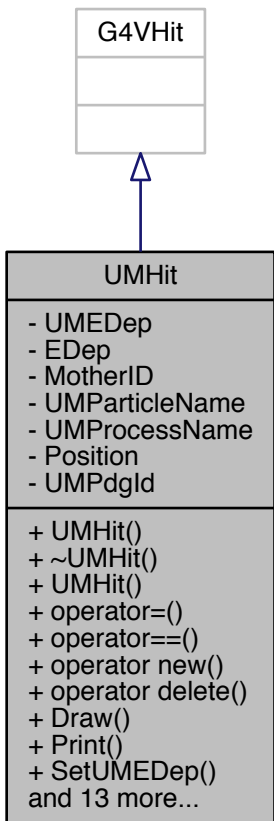 G4VHit
UMHit
- UMEDep
- EDep
- MotherID
- UMParticleName
- UMProcessName
- Position
- UMPdgId
+ UMHit()
+ ~UMHit()
+ UMHit()
+ operator=()
+ operator==()
+ operator new()
+ operator delete()
+ Draw()
+ Print()
+ SetUMEDep()
and 13 more...